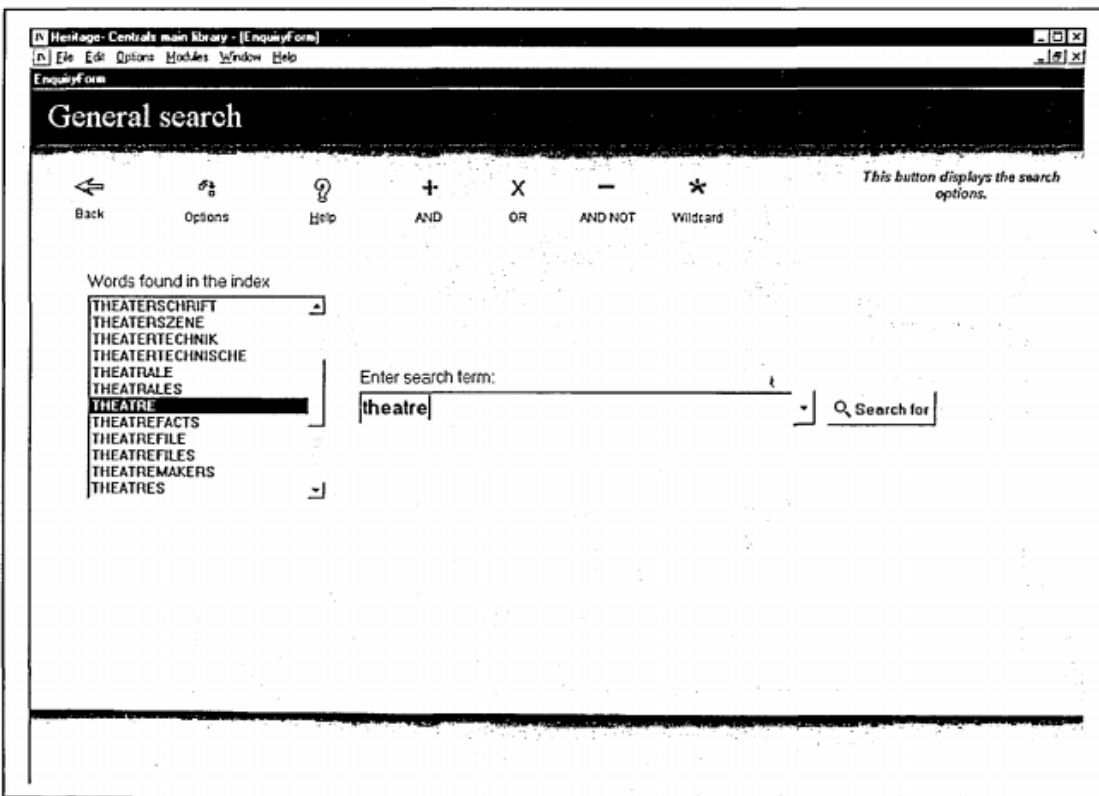 Heritage- Centrals main library - [EnquiryForm]
File Edit Options Modules Window Help
EnquiryForm
General search
This button displays the search
options.
Back Options Help AND OR AND NOT Wildcard
Words found in the index
THEATERSCHRIFT
THEATERSZENE
THEATERTECHNIK
THEATERTECHNISCHE
THEATRALE
THEATRALES
THEATRE
THEATREFACTS
THEATREFILE
THEATREFILES
THEATREMAKERS
THEATRES
Enter search term:
theatre
Search for